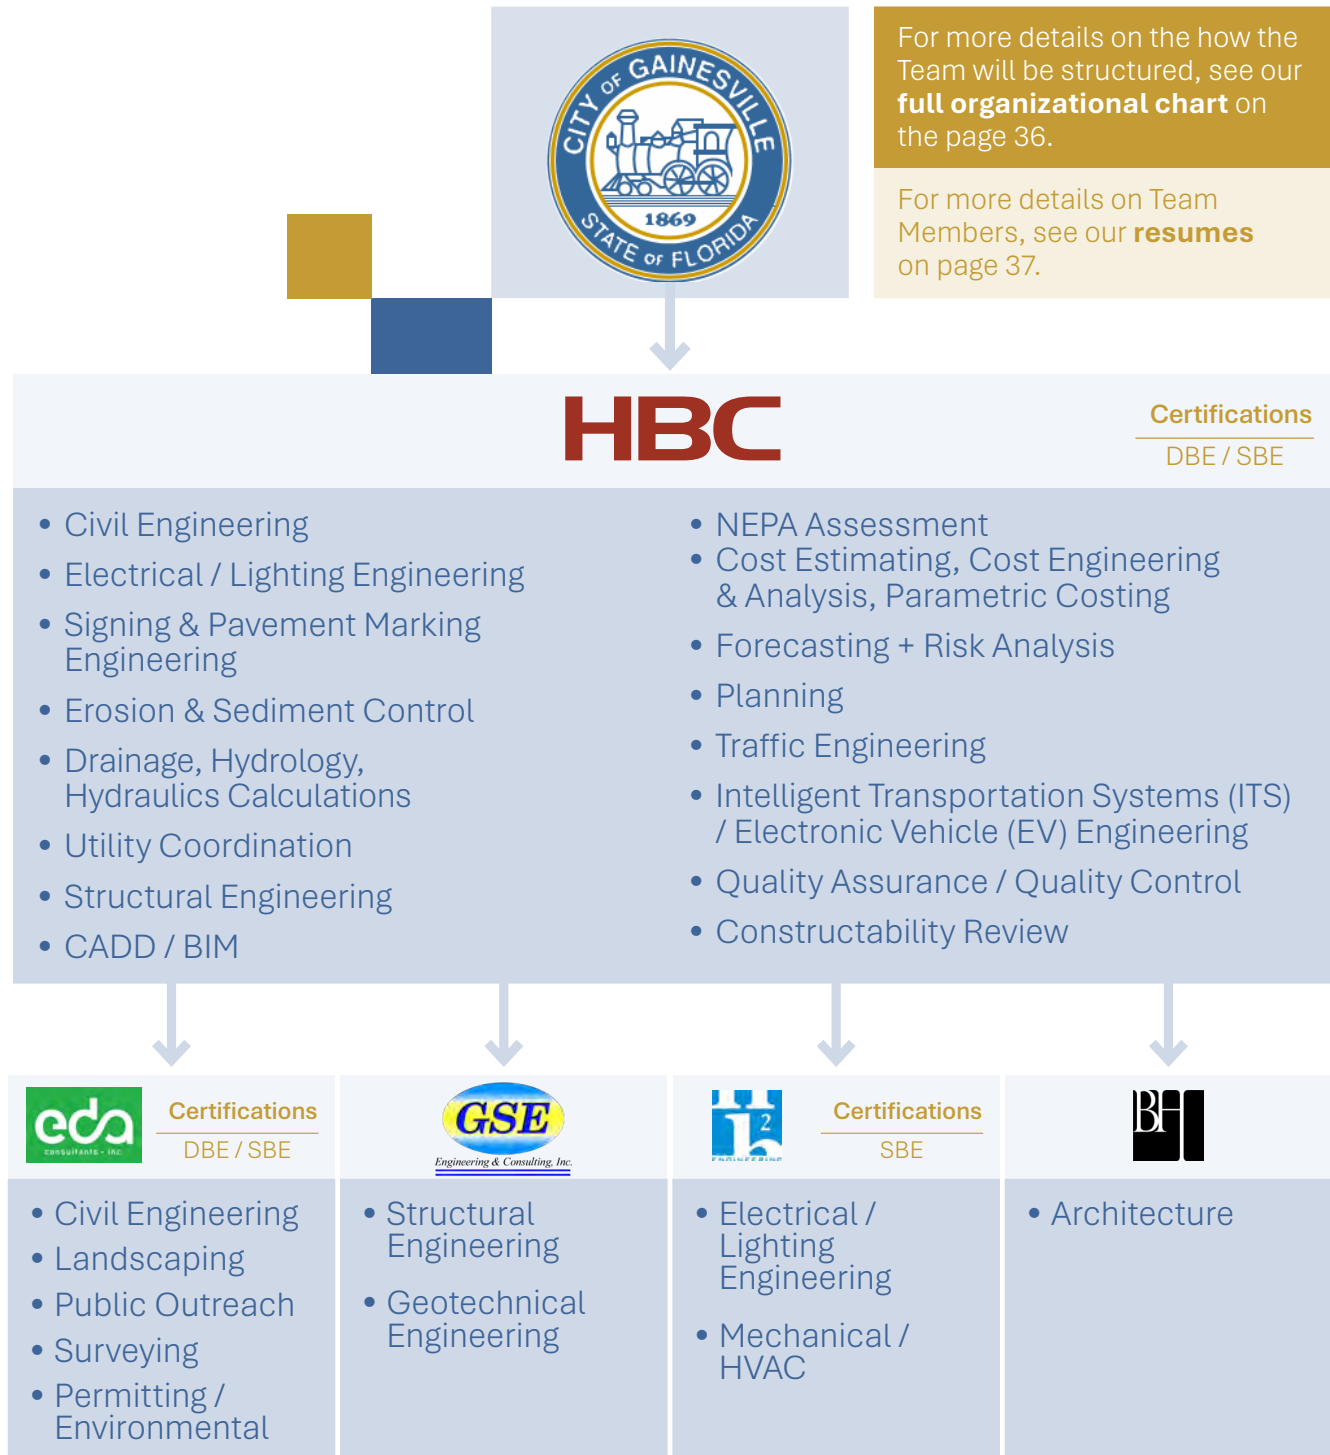 CITY OF GAINESVILLE
1869
STATE OF FLORIDA
For more details on the how the
Team will be structured, see our
full organizational chart on
the page 36.
For more details on Team
Members, see our resumes
on page 37.
HBC
Certifications
DBE / SBE
• Civil Engineering
• Electrical / Lighting Engineering
• Signing & Pavement Marking
Engineering
• Erosion & Sediment Control
• Drainage, Hydrology,
Hydraulics Calculations
• Utility Coordination
• Structural Engineering
• CADD / BIM
• NEPA Assessment
• Cost Estimating, Cost Engineering
& Analysis, Parametric Costing
• Forecasting + Risk Analysis
• Planning
• Traffic Engineering
• Intelligent Transportation Systems (ITS)
/ Electronic Vehicle (EV) Engineering
• Quality Assurance / Quality Control
• Constructability Review
eda
consultants - inc.
Certifications
DBE / SBE
• Civil Engineering
• Landscaping
• Public Outreach
• Surveying
• Permitting /
Environmental
GSE
Engineering & Consulting, Inc.
• Structural
Engineering
• Geotechnical
Engineering
2
ENGINEERING
Certifications
SBE
• Electrical /
Lighting
Engineering
• Mechanical /
HVAC
BH
• Architecture